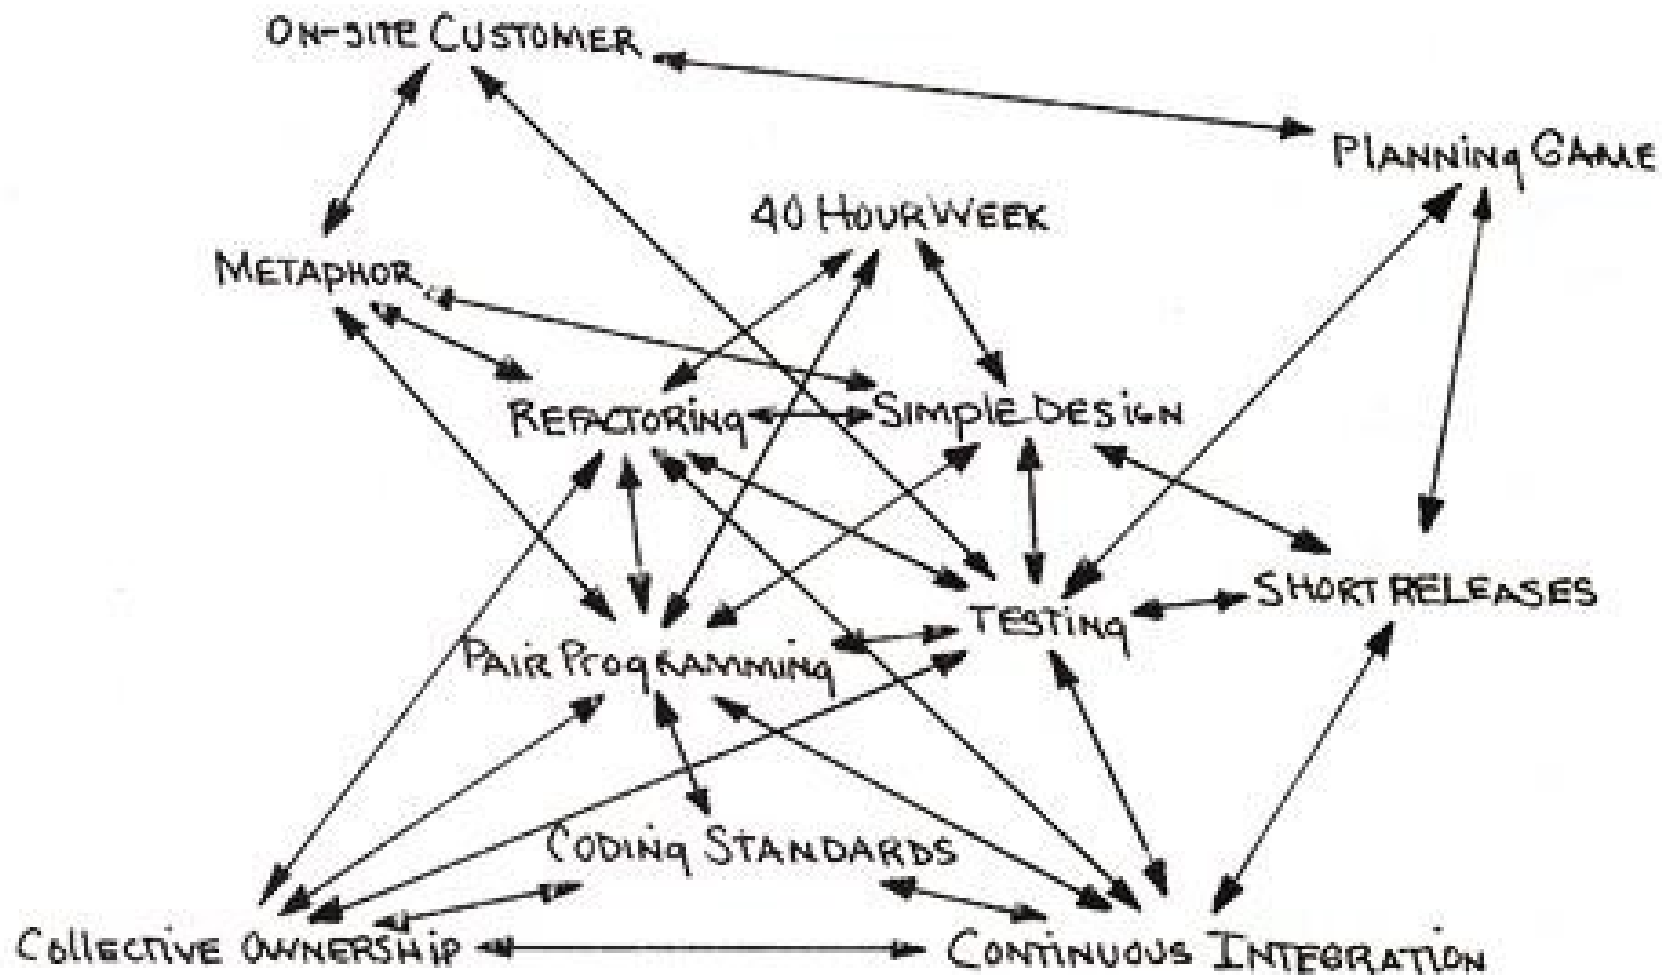 ON-SITE CUSTOMER
PLANNING GAME
40 HOUR WEEK
METAPHOR
REFACTORING
SIMPLE DESIGN
SHORT RELEASES
TESTING
PAIR PROGRAMMING
CODING STANDARDS
COLLECTIVE OWNERSHIP
CONTINUOUS INTEGRATION